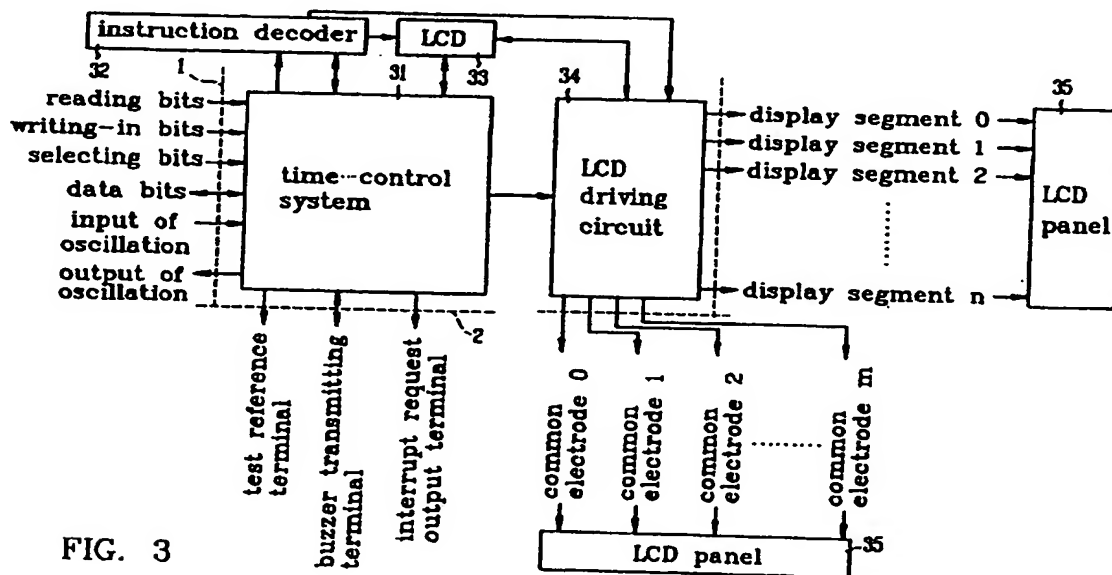 instruction decoder
LCD
32
1
31
33
34
35
reading bits
writing-in bits
selecting bits
data bits
input of
oscillation
output of
oscillation
time-control
system
LCD
driving
circuit
display segment 0
display segment 1
display segment 2
display segment n
LCD
panel
2
test reference
terminal
buzzer transmitting
terminal
interrupt request
output terminal
common
electrode 0
common
electrode 1
common
electrode 2
common
electrode m
LCD panel
35
FIG. 3